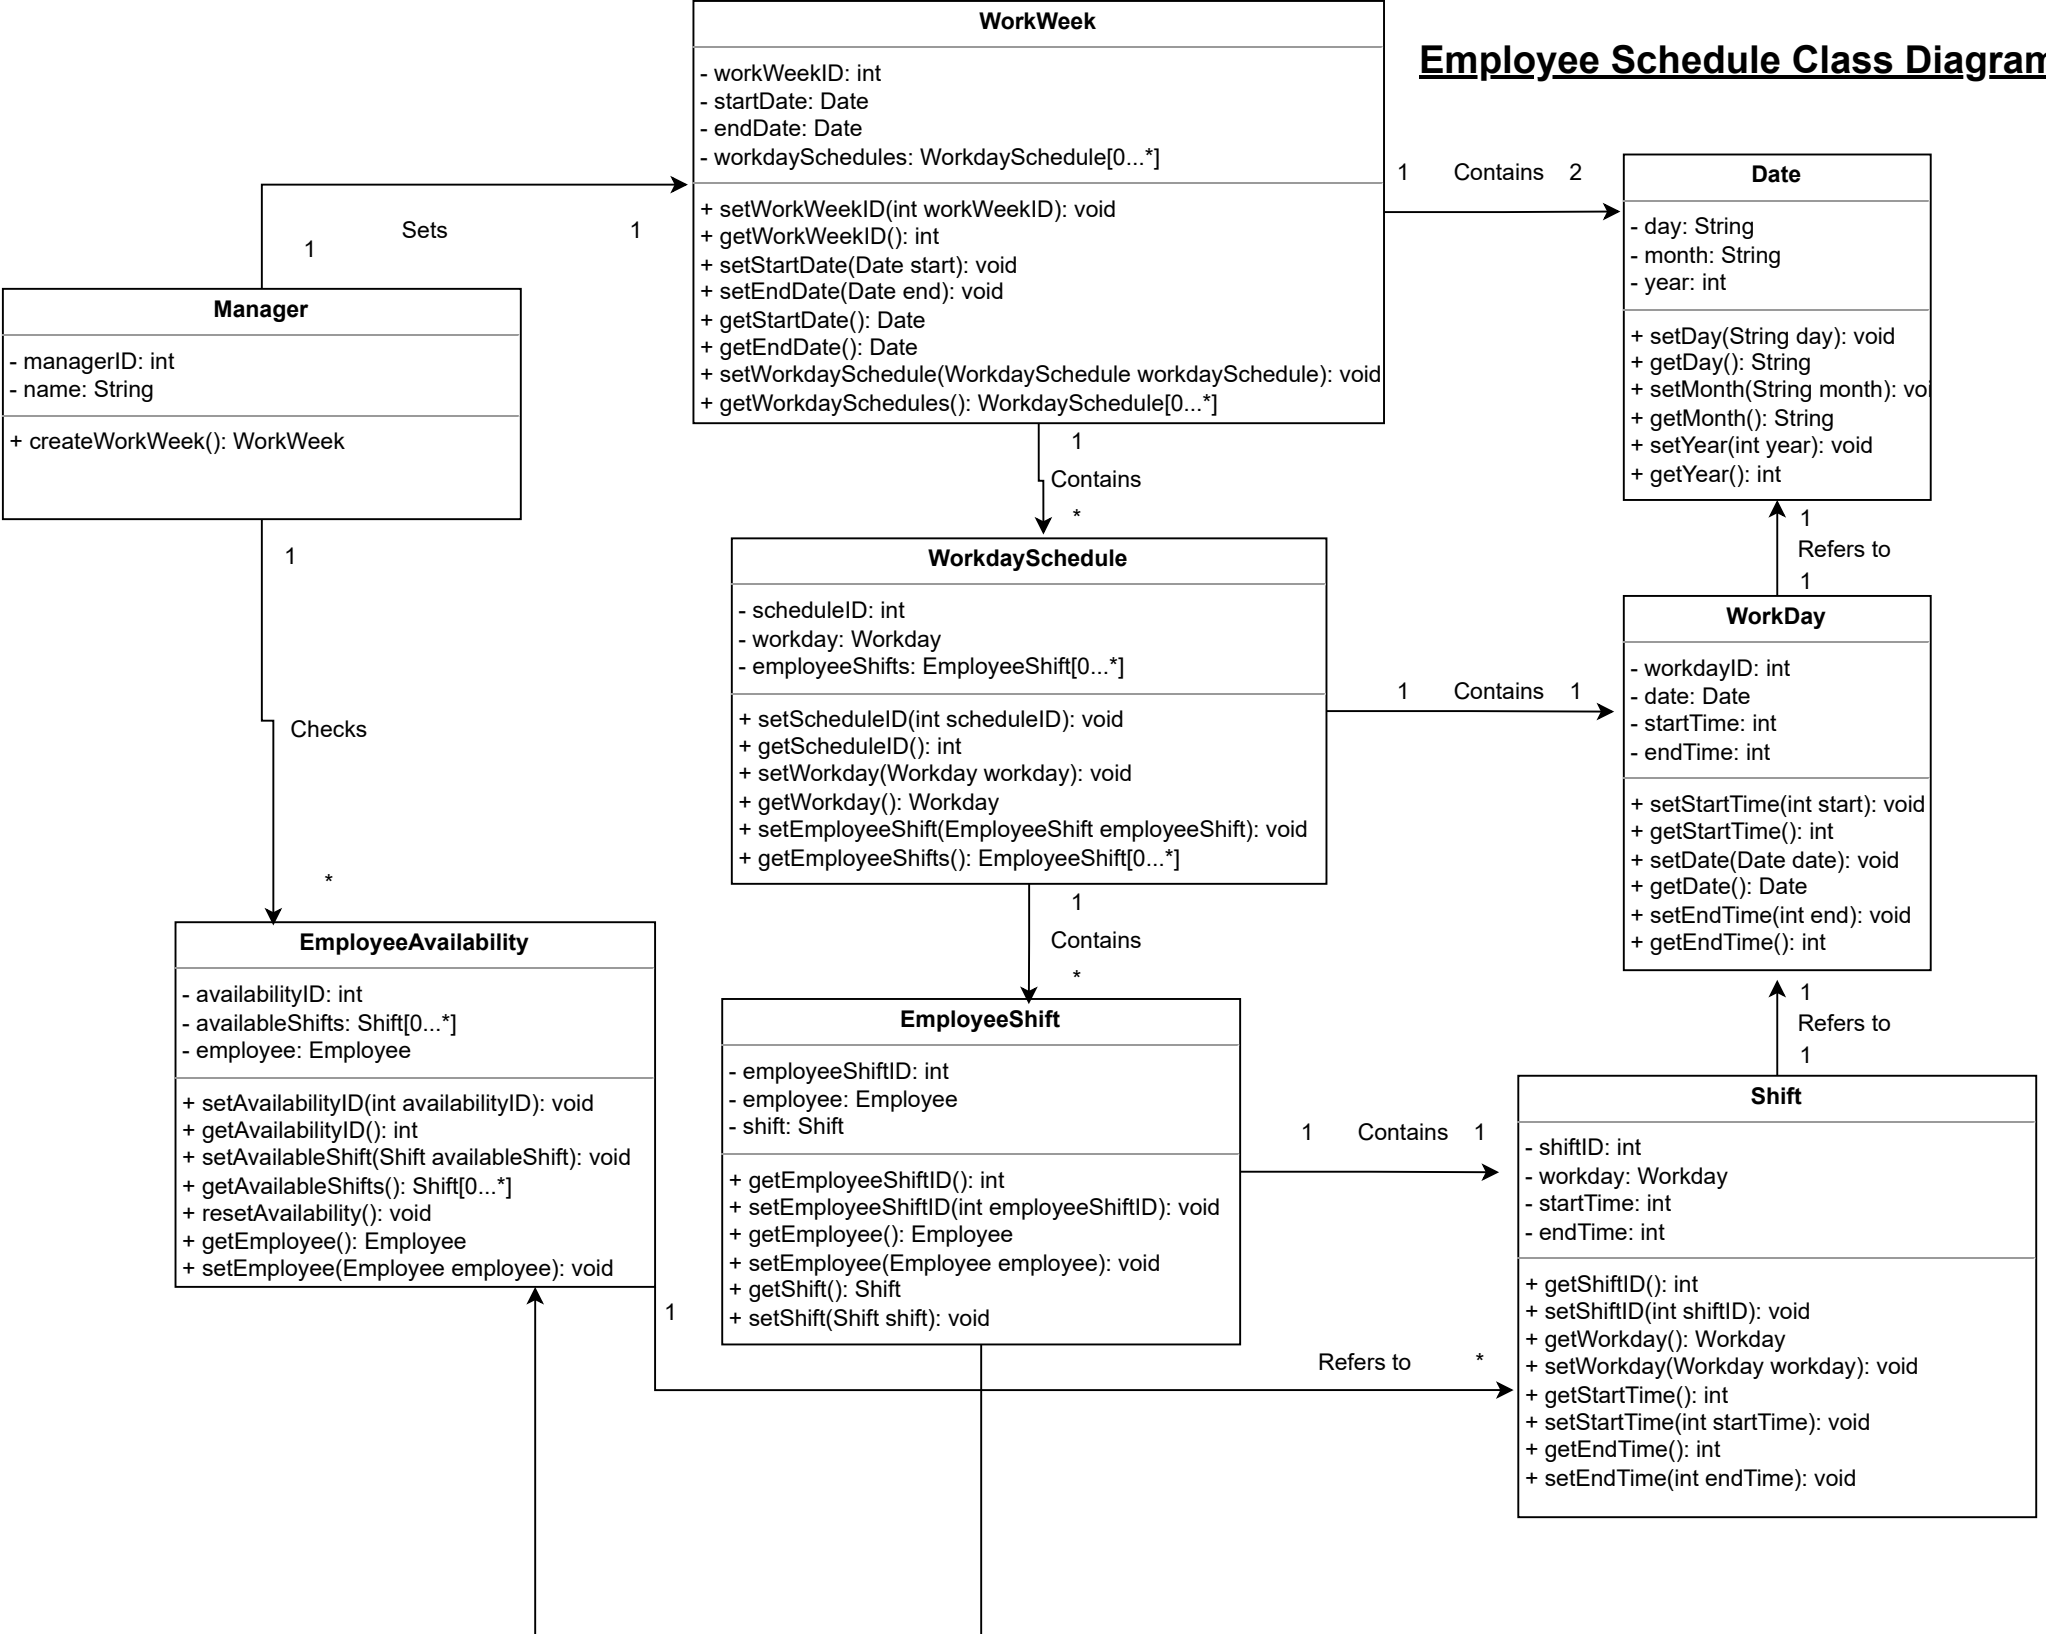 Employee Schedule Class Diagram
WorkWeek
- workWeekID: int
- startDate: Date
- endDate: Date
- workdaySchedules: WorkdaySchedule[0...*]
+ setWorkWeekID(int workWeekID): void
+ getWorkWeekID(): int
+ setStartDate(Date start): void
+ setEndDate(Date end): void
+ getStartDate(): Date
+ getEndDate(): Date
+ setWorkdaySchedule(WorkdaySchedule workdaySchedule): void
+ getWorkdaySchedules(): WorkdaySchedule[0...*]
1 Contains 2
Date
- day: String
- month: String
- year: int
+ setDay(String day): void
+ getDay(): String
+ setMonth(String month): voi
+ getMonth(): String
+ setYear(int year): void
+ getYear(): int
Sets
1
1
Manager
- managerID: int
- name: String
+ createWorkWeek(): WorkWeek
1
Contains
*
1
Refers to
1
1
Checks
*
WorkdaySchedule
- scheduleID: int
- workday: Workday
- employeeShifts: EmployeeShift[0...*]
+ setScheduleID(int scheduleID): void
+ getScheduleID(): int
+ setWorkday(Workday workday): void
+ getWorkday(): Workday
+ setEmployeeShift(EmployeeShift employeeShift): void
+ getEmployeeShifts(): EmployeeShift[0...*]
1 Contains 1
WorkDay
- workdayID: int
- date: Date
- startTime: int
- endTime: int
+ setStartTime(int start): void
+ getStartTime(): int
+ setDate(Date date): void
+ getDate(): Date
+ setEndTime(int end): void
+ getEndTime(): int
1
Contains
*
1
Refers to
1
EmployeeAvailability
- availabilityID: int
- availableShifts: Shift[0...*]
- employee: Employee
+ setAvailabilityID(int availabilityID): void
+ getAvailabilityID(): int
+ setAvailableShift(Shift availableShift): void
+ getAvailableShifts(): Shift[0...*]
+ resetAvailability(): void
+ getEmployee(): Employee
+ setEmployee(Employee employee): void
EmployeeShift
- employeeShiftID: int
- employee: Employee
- shift: Shift
+ getEmployeeShiftID(): int
+ setEmployeeShiftID(int employeeShiftID): void
+ getEmployee(): Employee
+ setEmployee(Employee employee): void
+ getShift(): Shift
+ setShift(Shift shift): void
1 Contains 1
Shift
- shiftID: int
- workday: Workday
- startTime: int
- endTime: int
+ getShiftID(): int
+ setShiftID(int shiftID): void
+ getWorkday(): Workday
+ setWorkday(Workday workday): void
+ getStartTime(): int
+ setStartTime(int startTime): void
+ getEndTime(): int
+ setEndTime(int endTime): void
1
Refers to *